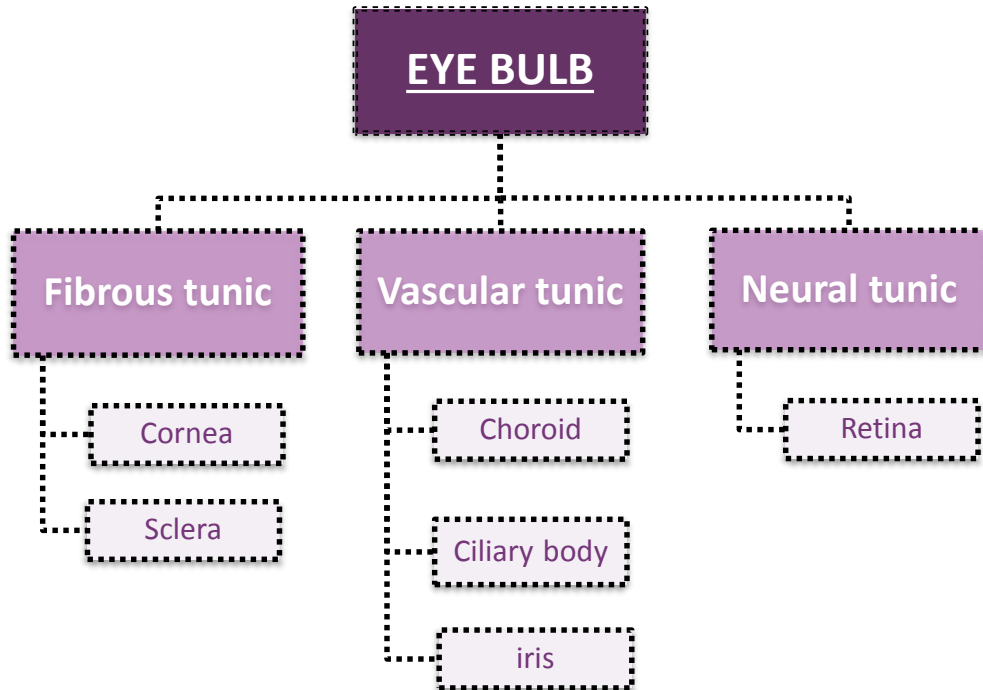 EYE BULB
Fibrous tunic
Cornea
Sclera
Vascular tunic
Choroid
Ciliary body
iris
Neural tunic
Retina